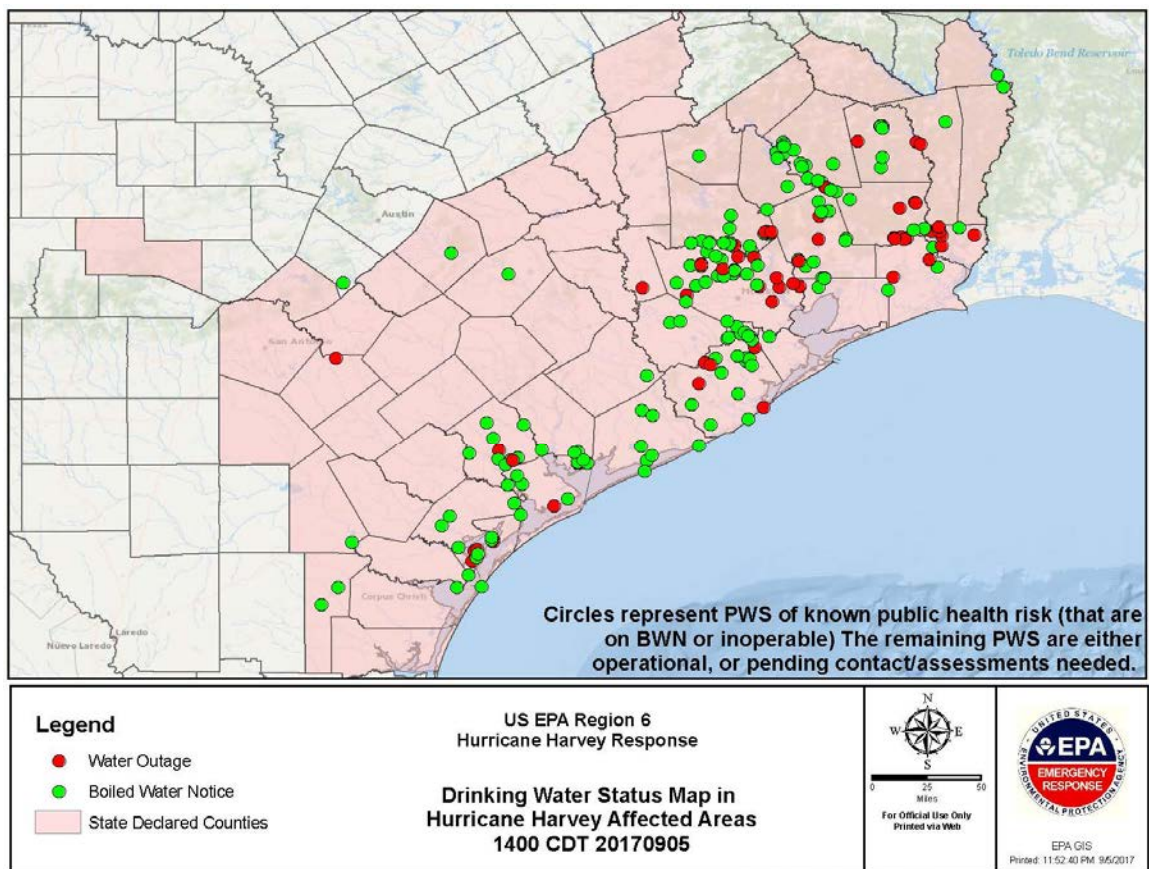 Toledo Bend Reservoir
Austin
San Antonio
Corpus Christi
Laredo
Nuevo Laredo
Circles represent PWS of known public health risk (that are
on BWN or inoperable) The remaining PWS are either
operational, or pending contact/assessments needed.
Legend
Water Outage
Boiled Water Notice
State Declared Counties
US EPA Region 6
Hurricane Harvey Response
Drinking Water Status Map in
Hurricane Harvey Affected Areas
1400 CDT 20170905
N
W
E
S
0 25 50
Miles
For Official Use Only
Printed via Web
UNITED STATES
EPA
EMERGENCY
RESPONSE
ENVIRONMENTAL PROTECTION AGENCY
EPA GIS
Printed: 11:52:40 PM 9/5/2017